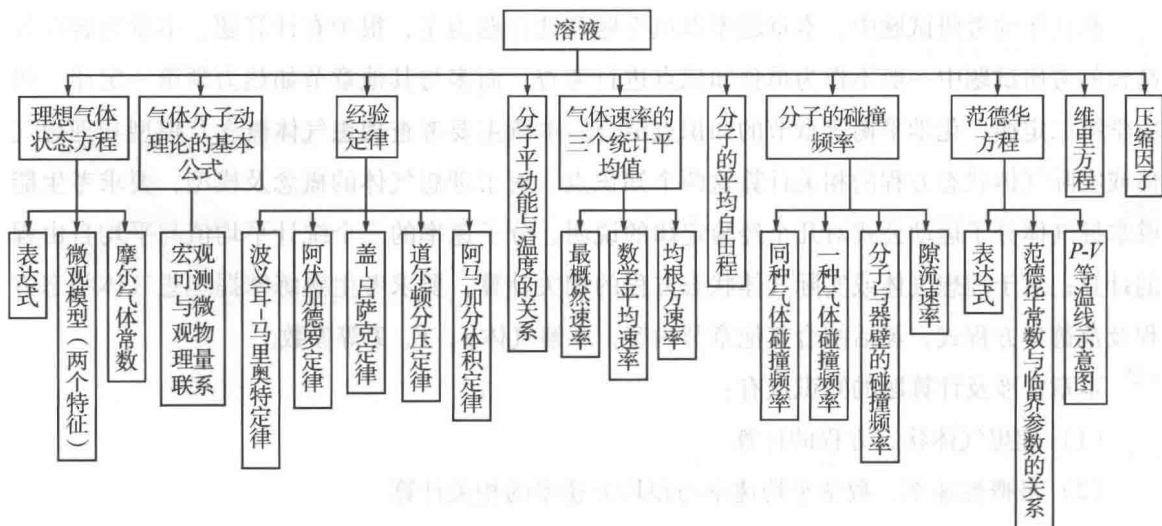 溶液
理想气体
状态方程
气体分子动
理论的基本
公式
经验
定律
分子平动能与温度的关系
气体速率的
三个统计平
均值
分子的平均自由程
分子的碰撞
频率
范德华
方程
维里方程
压缩因子
表达式
微观模型（两个特征）
摩尔气体常数
宏观
可测
与微
观物
理量
联系
波义耳-马里奥特定律
阿伏加德罗定律
盖-吕萨克定律
道尔顿分压定律
阿马加分体积定律
最概然速率
数学平均速率
均根方速率
同种气体碰撞频率
一种气体碰撞频率
分子与器壁的碰撞频率
隙流速率
表达式
范德华常数与临界参数的关系
P-V等温线示意图